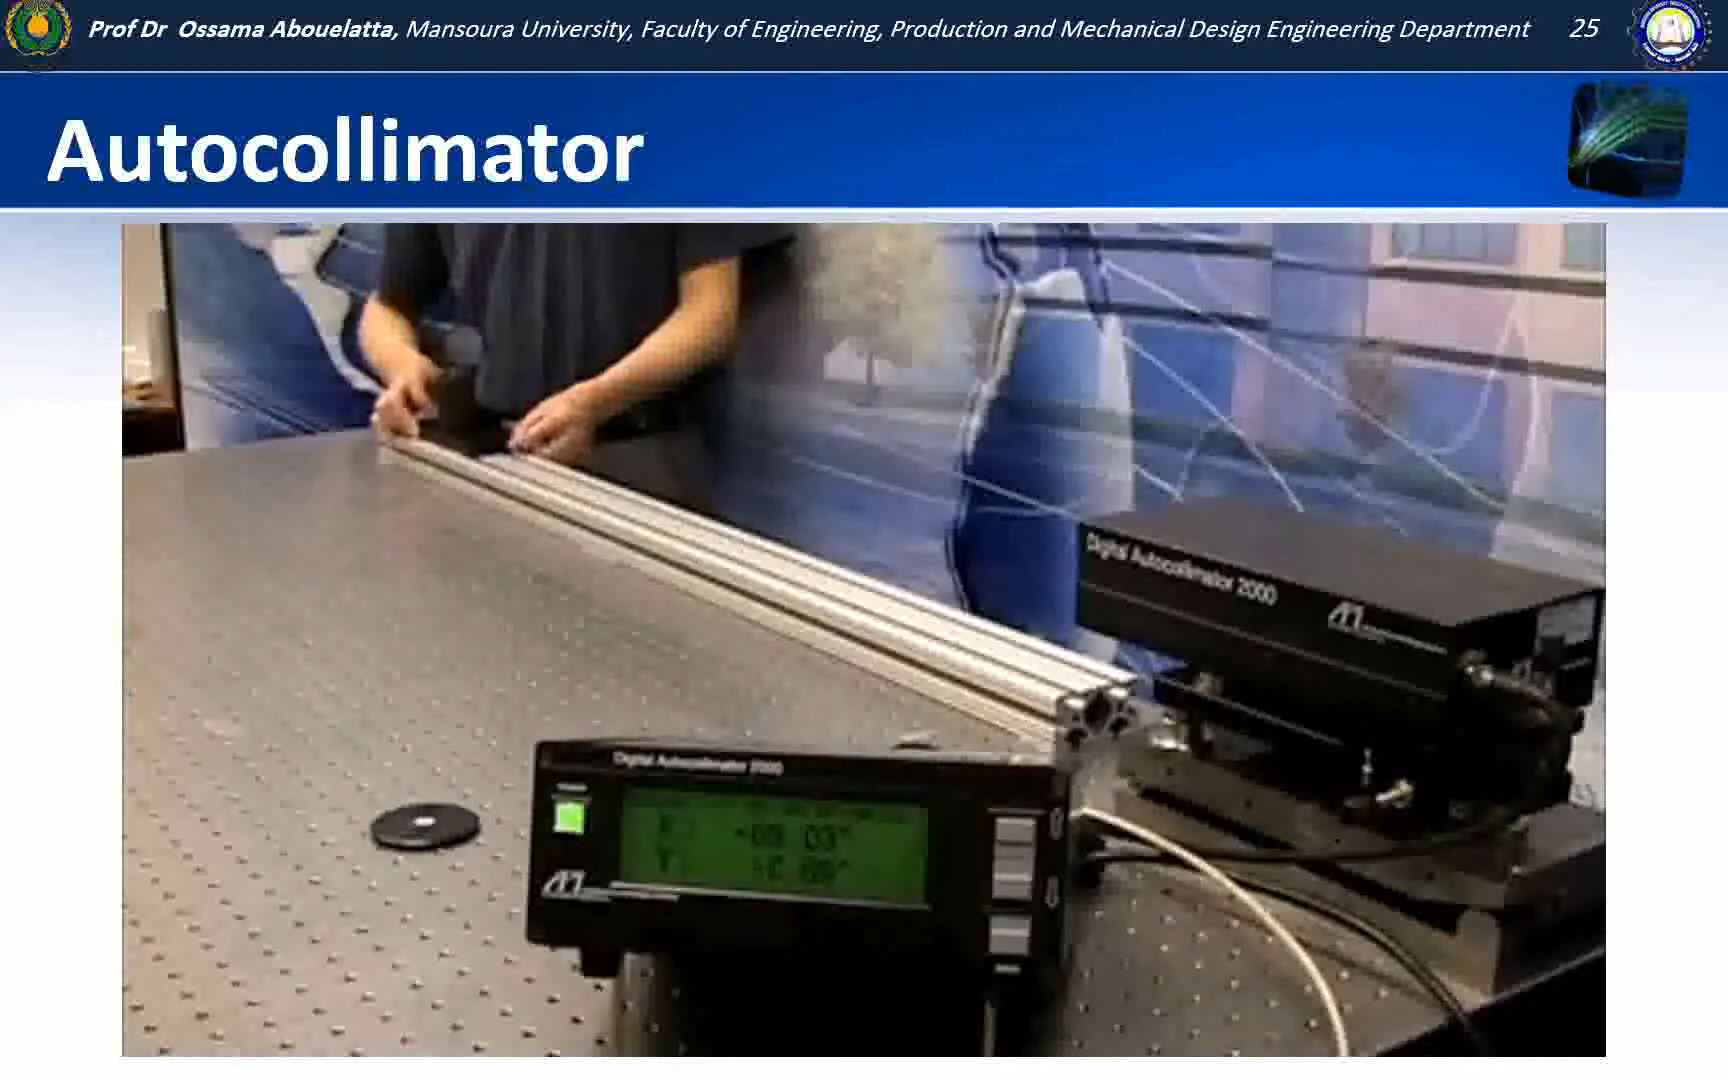 Prof Dr Ossama Abouelatta, Mansoura University, Faculty of Engineering, Production and Mechanical Design Engineering Department 25
Autocollimator
Digital Autocollimator 2000
Digital Autocollimator 2000